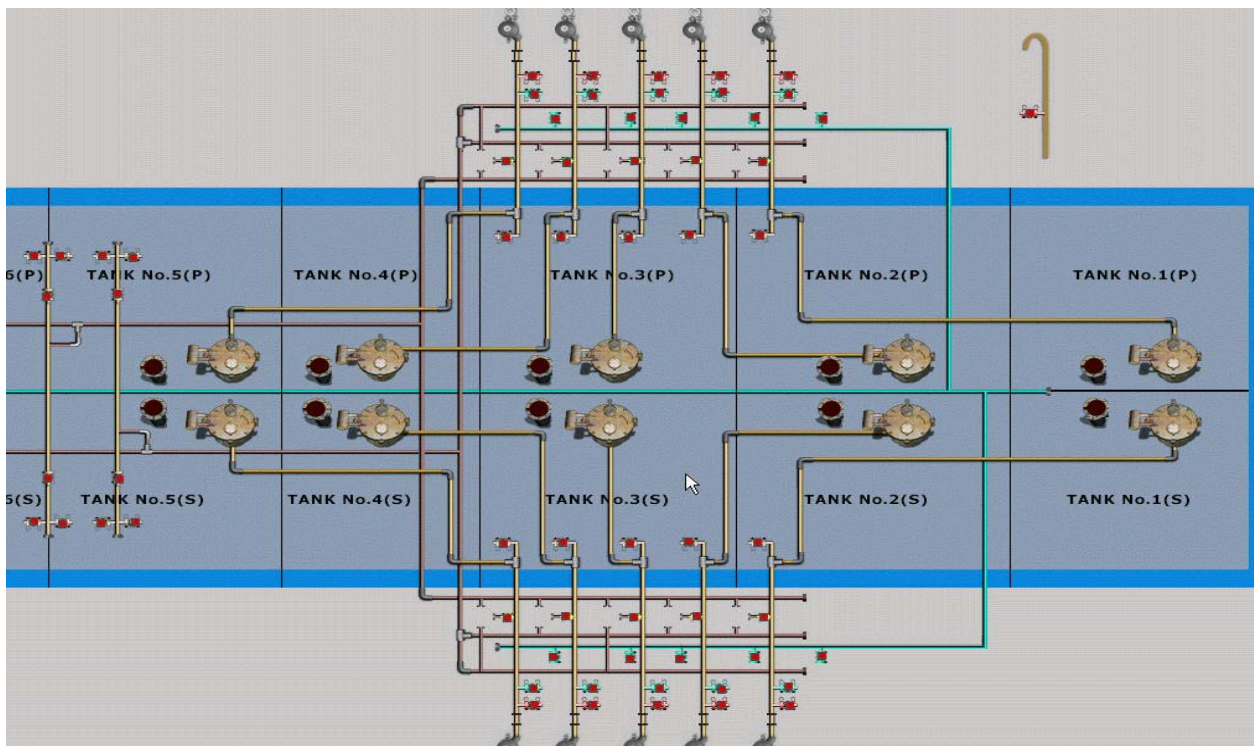 6(P)
TANK No.5(P)
TANK No.4(P)
TANK No.3(P)
TANK No.2(P)
TANK No.1(P)
6(S)
TANK No.5(S)
TANK No.4(S)
TANK No.3(S)
TANK No.2(S)
TANK No.1(S)